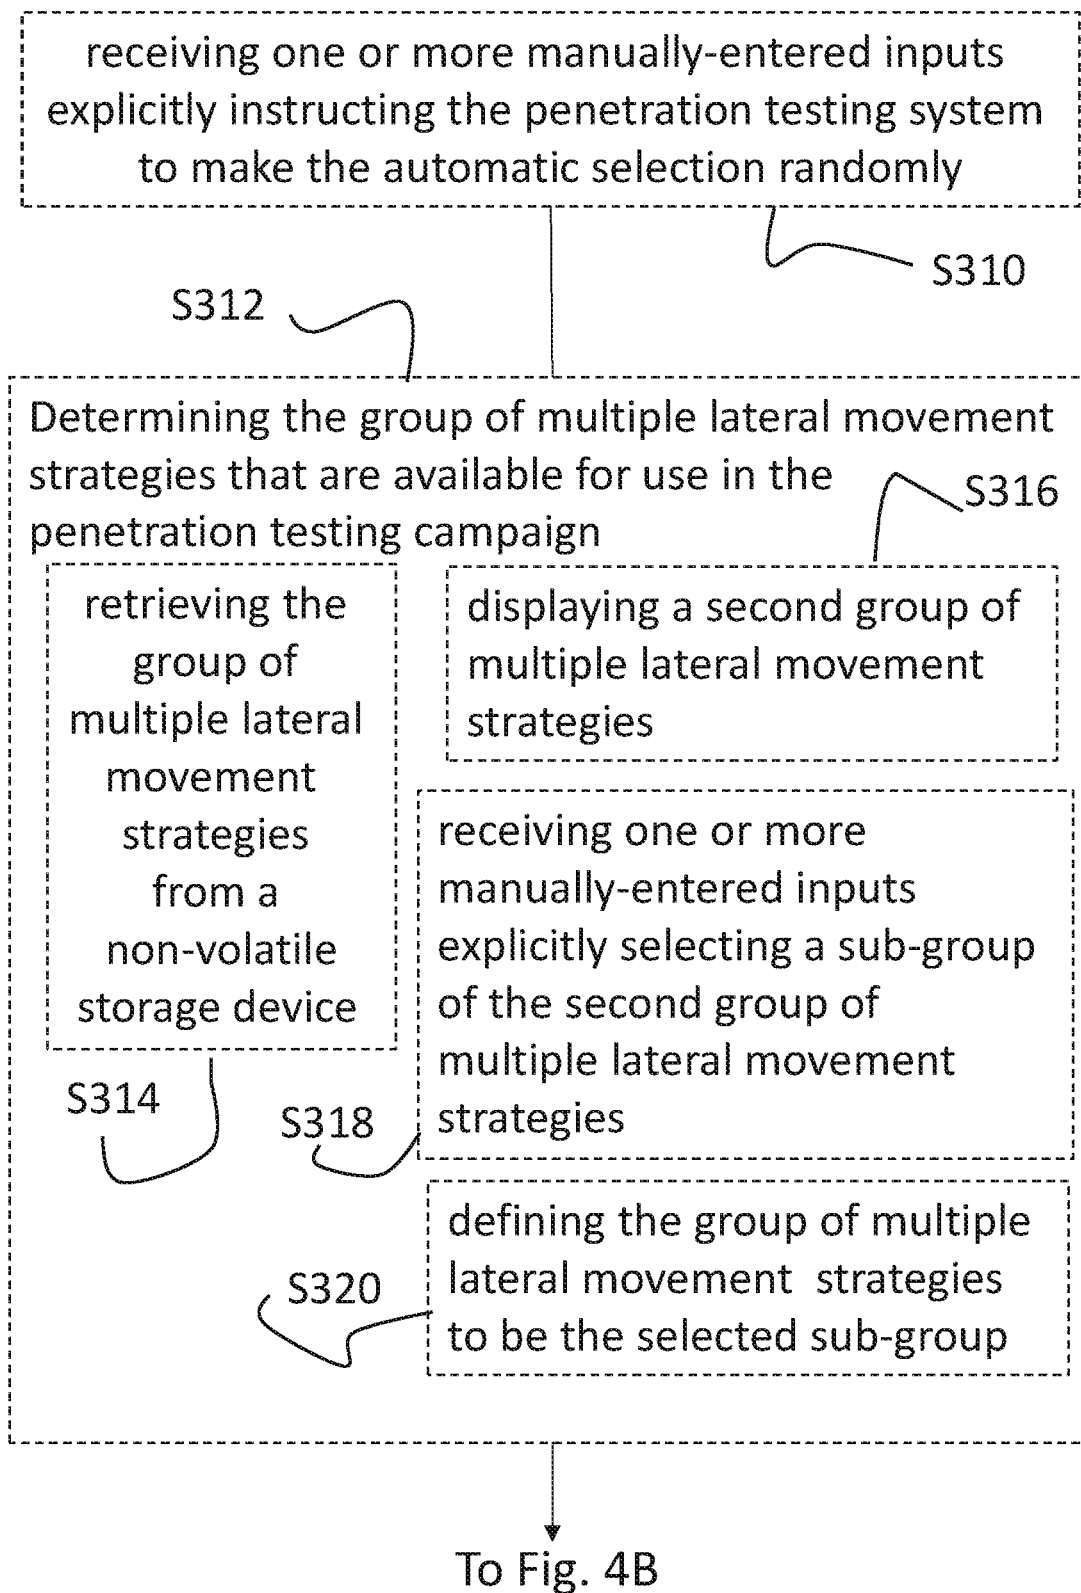 receiving one or more manually-entered inputs
explicitly instructing the penetration testing system
to make the automatic selection randomly
S310
S312
Determining the group of multiple lateral movement
strategies that are available for use in the
penetration testing campaign
S316
retrieving the
group of
multiple lateral
movement
strategies
from a
non-volatile
storage device
S314
displaying a second group of
multiple lateral movement
strategies
receiving one or more
manually-entered inputs
explicitly selecting a sub-group
of the second group of
multiple lateral movement
strategies
S318
defining the group of multiple
lateral movement strategies
to be the selected sub-group
S320
To Fig. 4B